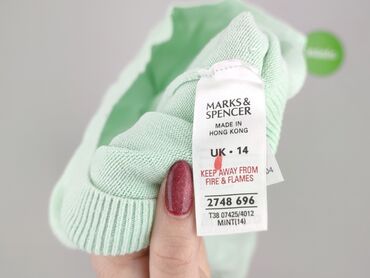 MARKS &
SPENCER
MADE IN
HONG KONG
UK • 14
KEEP AWAY FROM
FIRE & FLAMES
2748 696
T38 07425/4012
MINT(14)
04